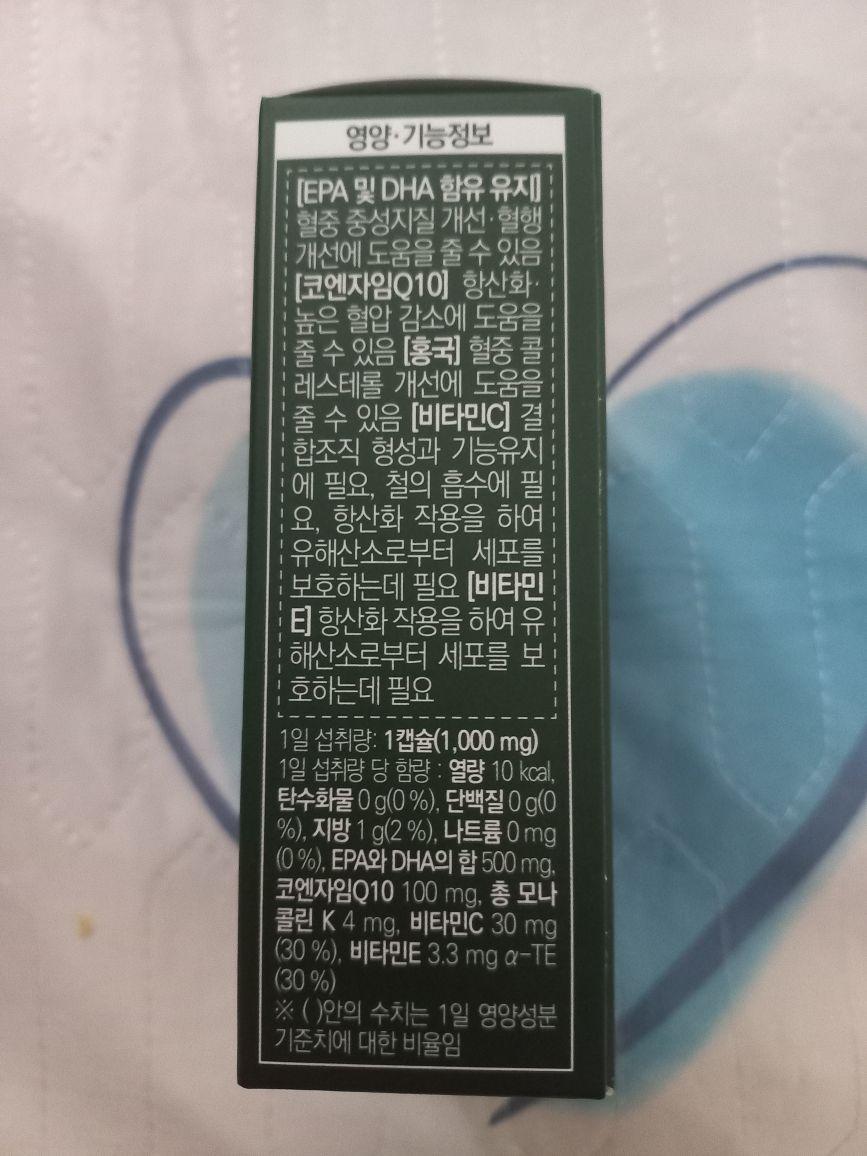 영양·기능정보
[EPA 및 DHA 함유 유지]
혈중 중성지질 개선·혈행
개선에 도움을 줄 수 있음
[코엔자임Q10] 항산화·
높은 혈압 감소에 도움을
줄 수 있음 [홍국] 혈중 콜
레스테롤 개선에 도움을
줄 수 있음 [비타민C] 결
합조직 형성과 기능유지
에 필요, 철의 흡수에 필
요, 항산화 작용을 하여
유해산소로부터 세포를
보호하는데 필요 [비타민
E] 항산화 작용을 하여 유
해산소로부터 세포를 보
호하는데 필요
1일 섭취량: 1캡슐(1,000 mg)
1일 섭취량 당 함량 : 열량 10 kcal,
탄수화물 0 g(0 %), 단백질 0 g(0
%), 지방 1 g(2 %), 나트륨 0 mg
(0 %), EPA와 DHA의 합 500 mg,
코엔자임Q10 100 mg, 총 모나
콜린 K 4 mg, 비타민C 30 mg
(30 %), 비타민E 3.3 mg α-TE
(30 %)
※ ( )안의 수치는 1일 영양성분
기준치에 대한 비율임